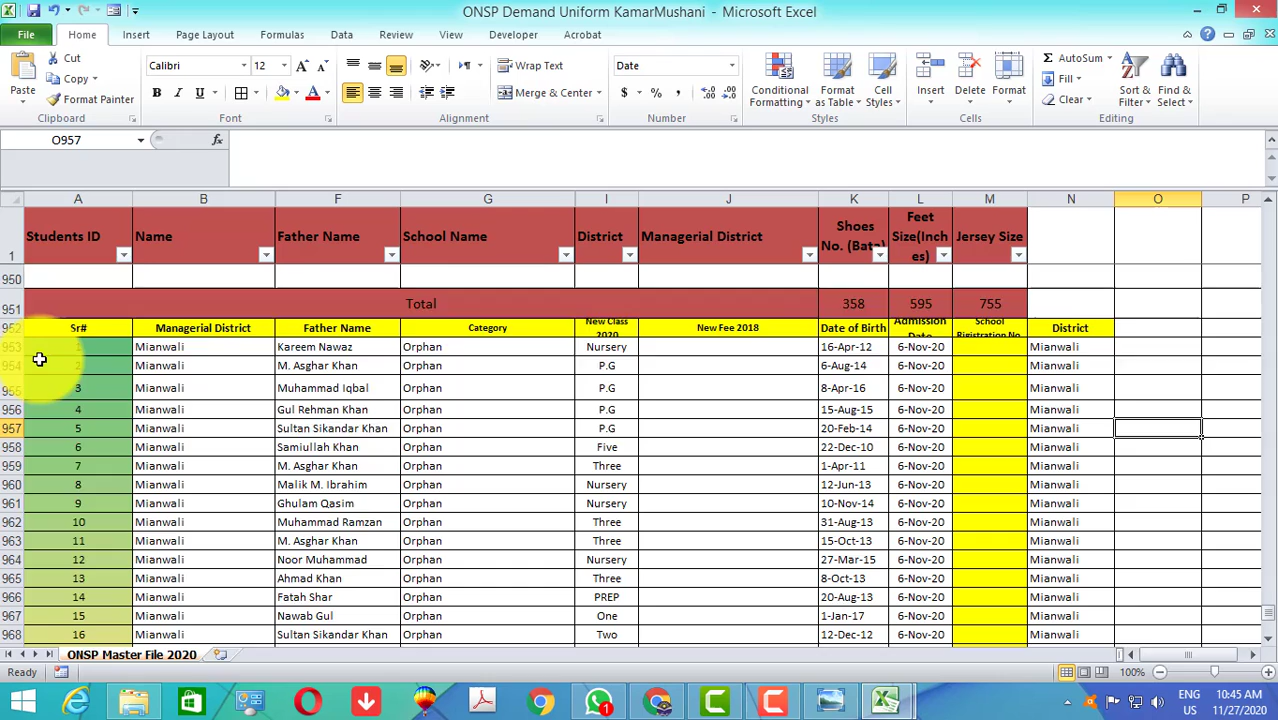 ONSP Demand Uniform KamarMushani - Microsoft Excel
File Home Insert Page Layout Formulas Data Review View Developer Acrobat
Paste Cut Copy Format Painter Clipboard
Calibri 12 Font
Wrap Text Merge & Center Alignment
Date Number
Conditional Formatting Format as Table Cell Styles Styles
Insert Delete Format Cells
AutoSum Fill Clear Sort & Filter Find & Select Editing
O957
A B F G I J K L M N O P
1 Students ID Name Father Name School Name District Managerial District Shoes No. (Bata) Feet Size(Inches) Jersey Size
950
951 Total 358 595 755
952 Sr# Managerial District Father Name Category New Class 2020 New Fee 2018 Date of Birth Admission Date School Rigistration No District
953 1 Mianwali Kareem Nawaz Orphan Nursery 16-Apr-12 6-Nov-20 Mianwali
954 2 Mianwali M. Asghar Khan Orphan P.G 6-Aug-14 6-Nov-20 Mianwali
955 3 Mianwali Muhammad Iqbal Orphan P.G 8-Apr-16 6-Nov-20 Mianwali
956 4 Mianwali Gul Rehman Khan Orphan P.G 15-Aug-15 6-Nov-20 Mianwali
957 5 Mianwali Sultan Sikandar Khan Orphan P.G 20-Feb-14 6-Nov-20 Mianwali
958 6 Mianwali Samiullah Khan Orphan Five 22-Dec-10 6-Nov-20 Mianwali
959 7 Mianwali M. Asghar Khan Orphan Three 1-Apr-11 6-Nov-20 Mianwali
960 8 Mianwali Malik M. Ibrahim Orphan Nursery 12-Jun-13 6-Nov-20 Mianwali
961 9 Mianwali Ghulam Qasim Orphan Nursery 10-Nov-14 6-Nov-20 Mianwali
962 10 Mianwali Muhammad Ramzan Orphan Three 31-Aug-13 6-Nov-20 Mianwali
963 11 Mianwali M. Asghar Khan Orphan Three 15-Oct-13 6-Nov-20 Mianwali
964 12 Mianwali Noor Muhammad Orphan Nursery 27-Mar-15 6-Nov-20 Mianwali
965 13 Mianwali Ahmad Khan Orphan Three 8-Oct-13 6-Nov-20 Mianwali
966 14 Mianwali Fatah Shar Orphan PREP 20-Aug-13 6-Nov-20 Mianwali
967 15 Mianwali Nawab Gul Orphan One 1-Jan-17 6-Nov-20 Mianwali
968 16 Mianwali Sultan Sikandar Khan Orphan Two 12-Dec-12 6-Nov-20 Mianwali
ONSP Master File 2020
Ready 100%
ENG 10:45 AM
US 11/27/2020